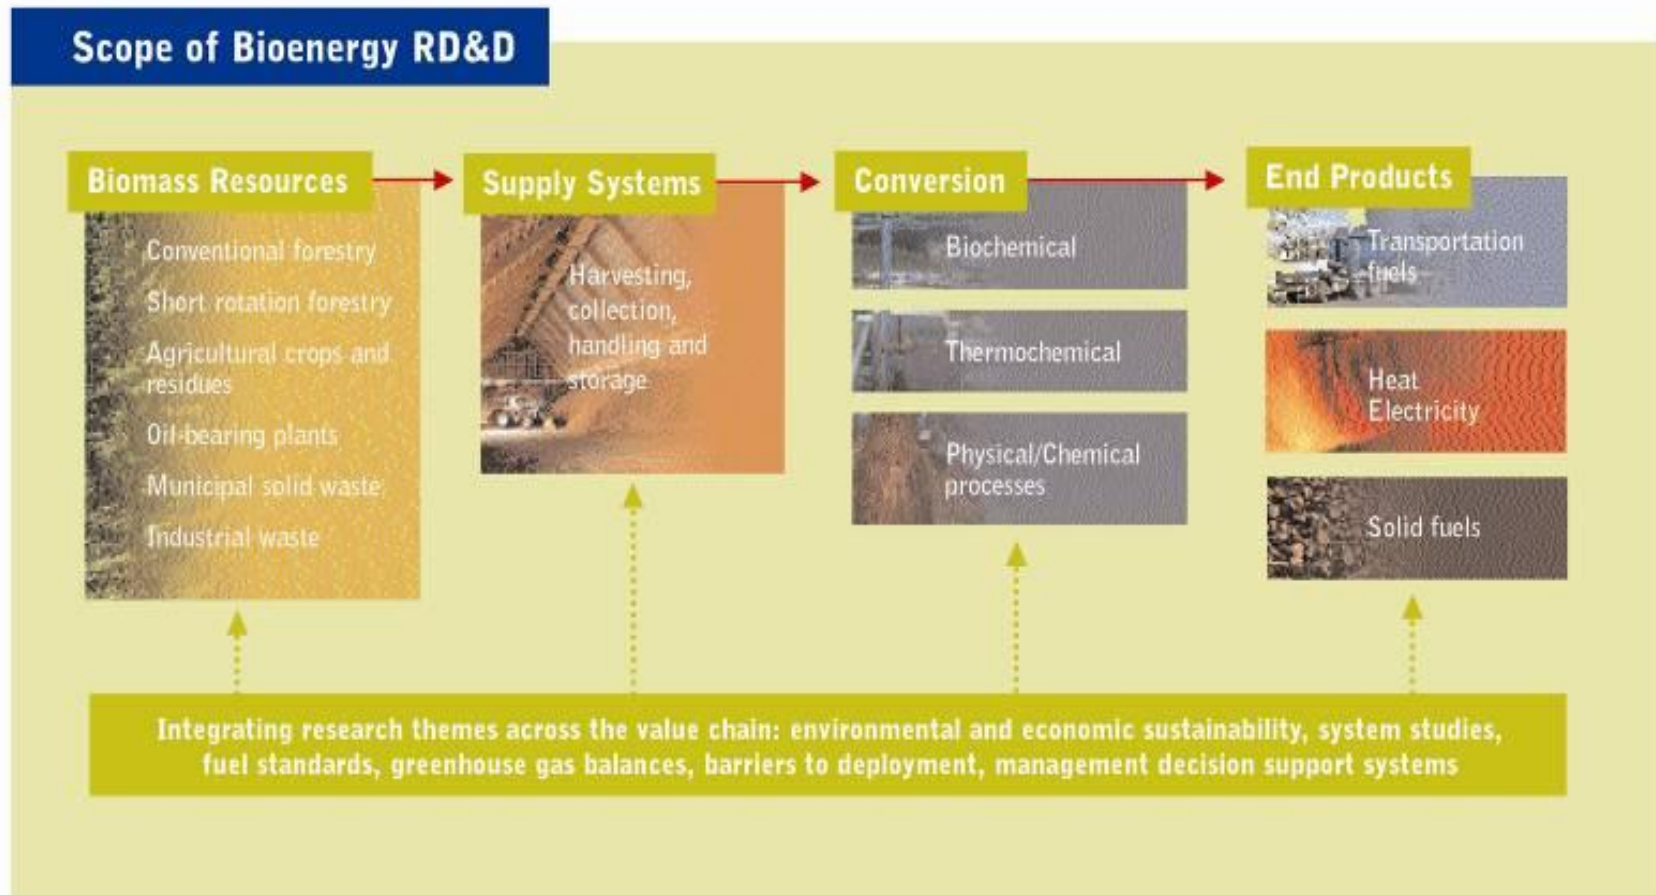 Scope of Bioenergy RD&D
Biomass Resources
Conventional forestry
Short rotation forestry
Agricultural crops and
residues
Oil-bearing plants
Municipal solid waste
Industrial waste
Supply Systems
Harvesting,
collection,
handling and
storage
Conversion
Biochemical
Thermochemical
Physical/Chemical
processes
End Products
Transportation
fuels
Heat
Electricity
Solid fuels
Integrating research themes across the value chain: environmental and economic sustainability, system studies,
fuel standards, greenhouse gas balances, barriers to deployment, management decision support systems